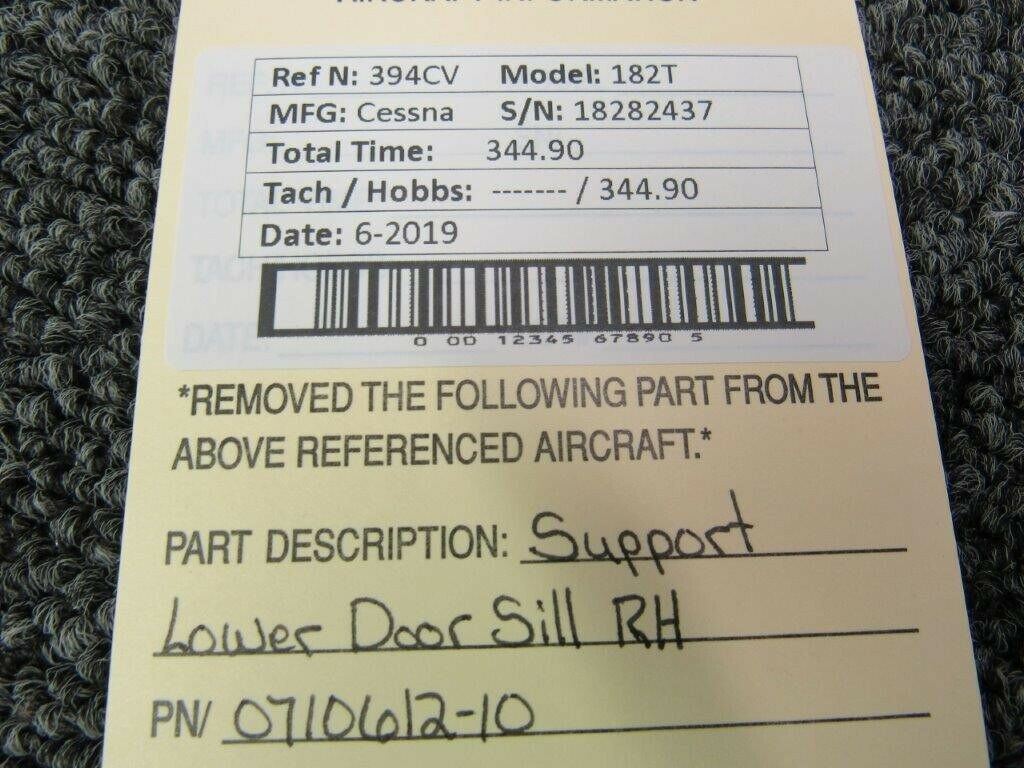 AIRCRAFT INFORMATION
Ref N: 394CV Model: 182T
MFG: Cessna S/N: 18282437
Total Time: 344.90
Tach / Hobbs: ------- / 344.90
Date: 6-2019
0 00 12345 67890 5
*REMOVED THE FOLLOWING PART FROM THE
ABOVE REFERENCED AIRCRAFT.*
PART DESCRIPTION: Support
Lower Door Sill RH
PN/ 0710612-10